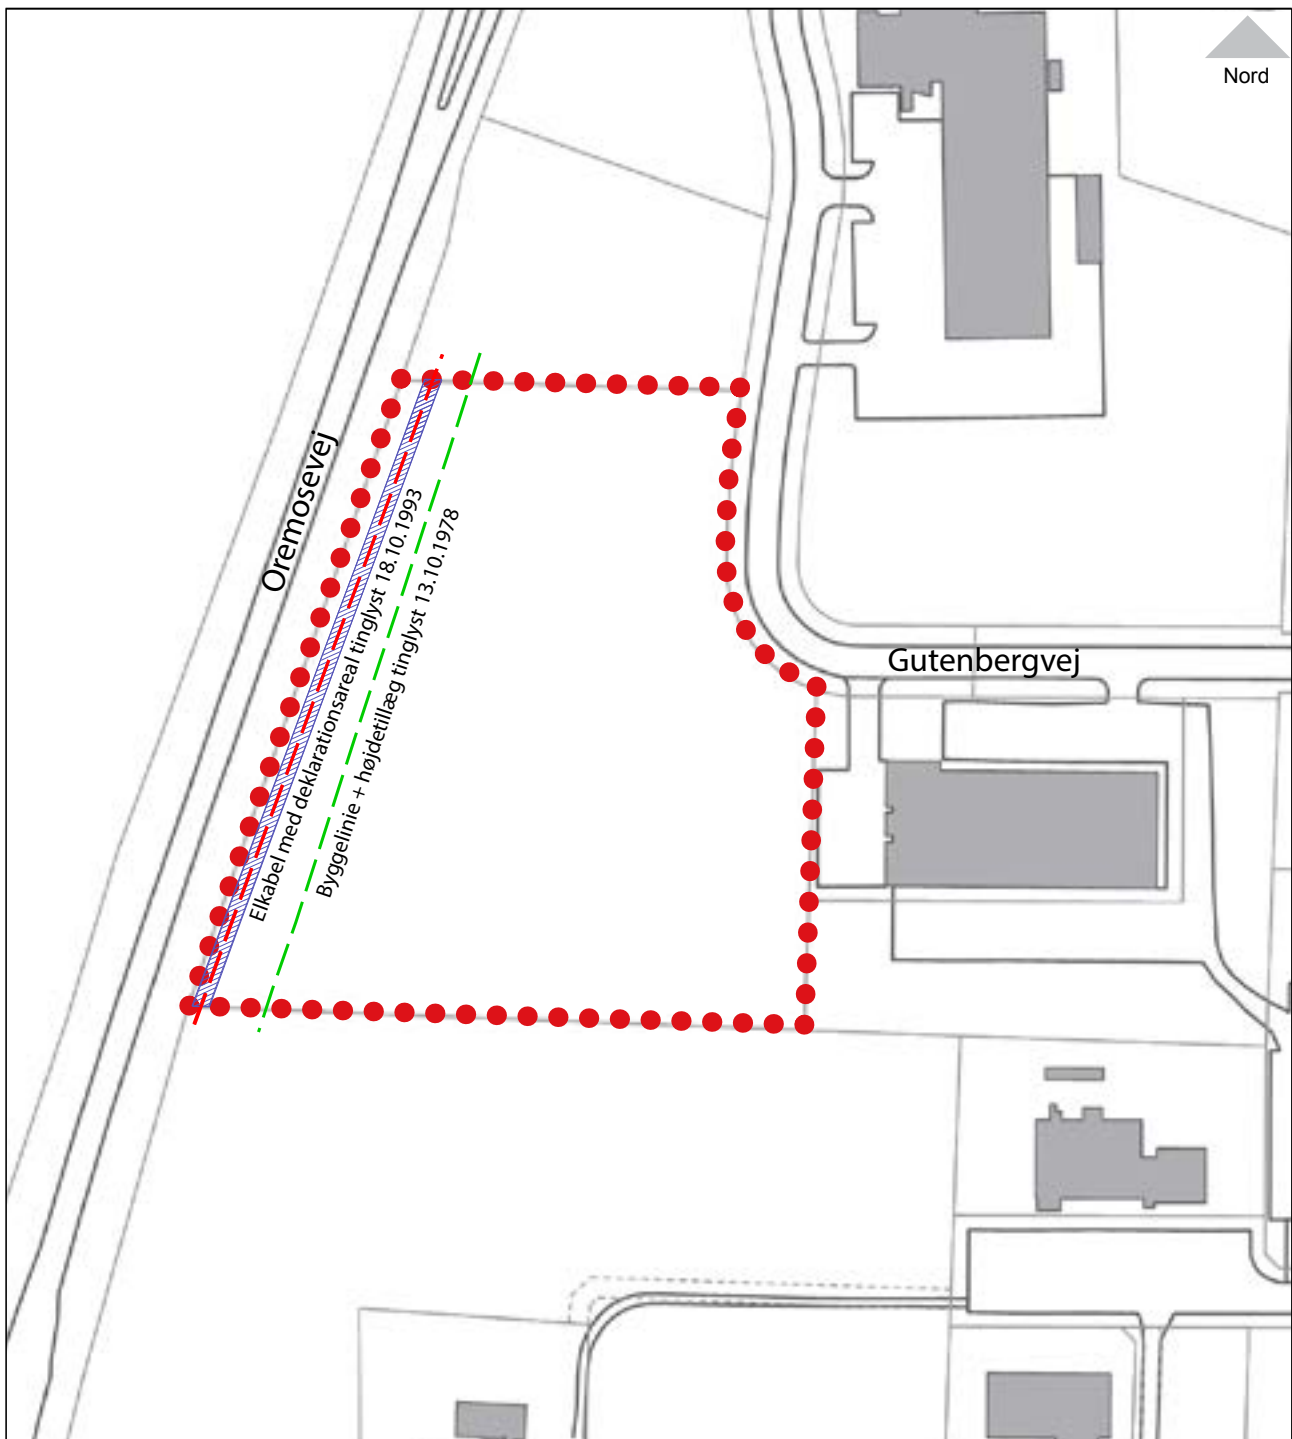 Nord
Oremosevej
Elkabel med deklarationsareal tinglyst 18.10.1993
Byggelinie + højdetillæg tinglyst 13.10.1978
Gutenbergvej